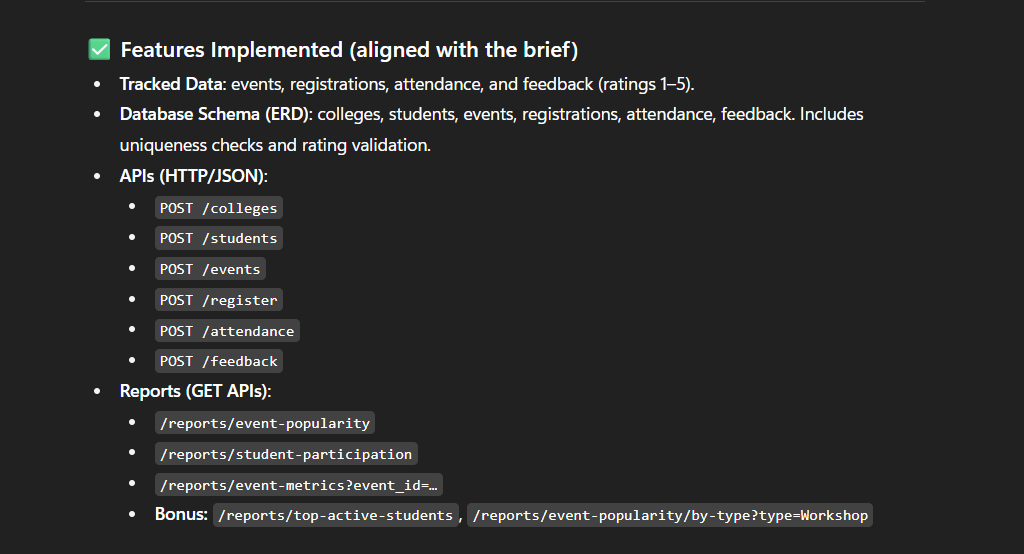 ✅ Features Implemented (aligned with the brief)
• Tracked Data: events, registrations, attendance, and feedback (ratings 1–5).
• Database Schema (ERD): colleges, students, events, registrations, attendance, feedback. Includes
uniqueness checks and rating validation.
• APIs (HTTP/JSON):
• POST /colleges
• POST /students
• POST /events
• POST /register
• POST /attendance
• POST /feedback
• Reports (GET APIs):
• /reports/event-popularity
• /reports/student-participation
• /reports/event-metrics?event_id=…
• Bonus: /reports/top-active-students, /reports/event-popularity/by-type?type=Workshop